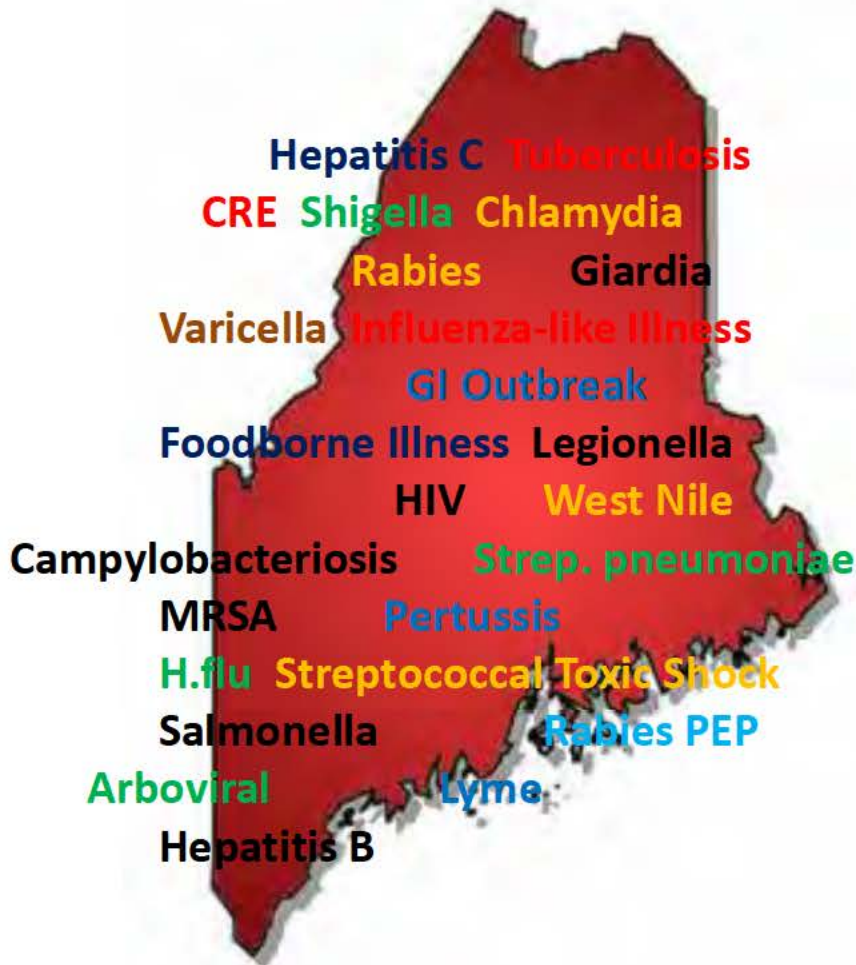 Hepatitis C Tuberculosis
CRE Shigella Chlamydia
Rabies Giardia
Varicella Influenza-like Illness
GI Outbreak
Foodborne Illness Legionella
HIV West Nile
Campylobacteriosis Strep. pneumoniae
MRSA Pertussis
H.flu Streptococcal Toxic Shock
Salmonella Rabies PEP
Arboviral Lyme
Hepatitis B